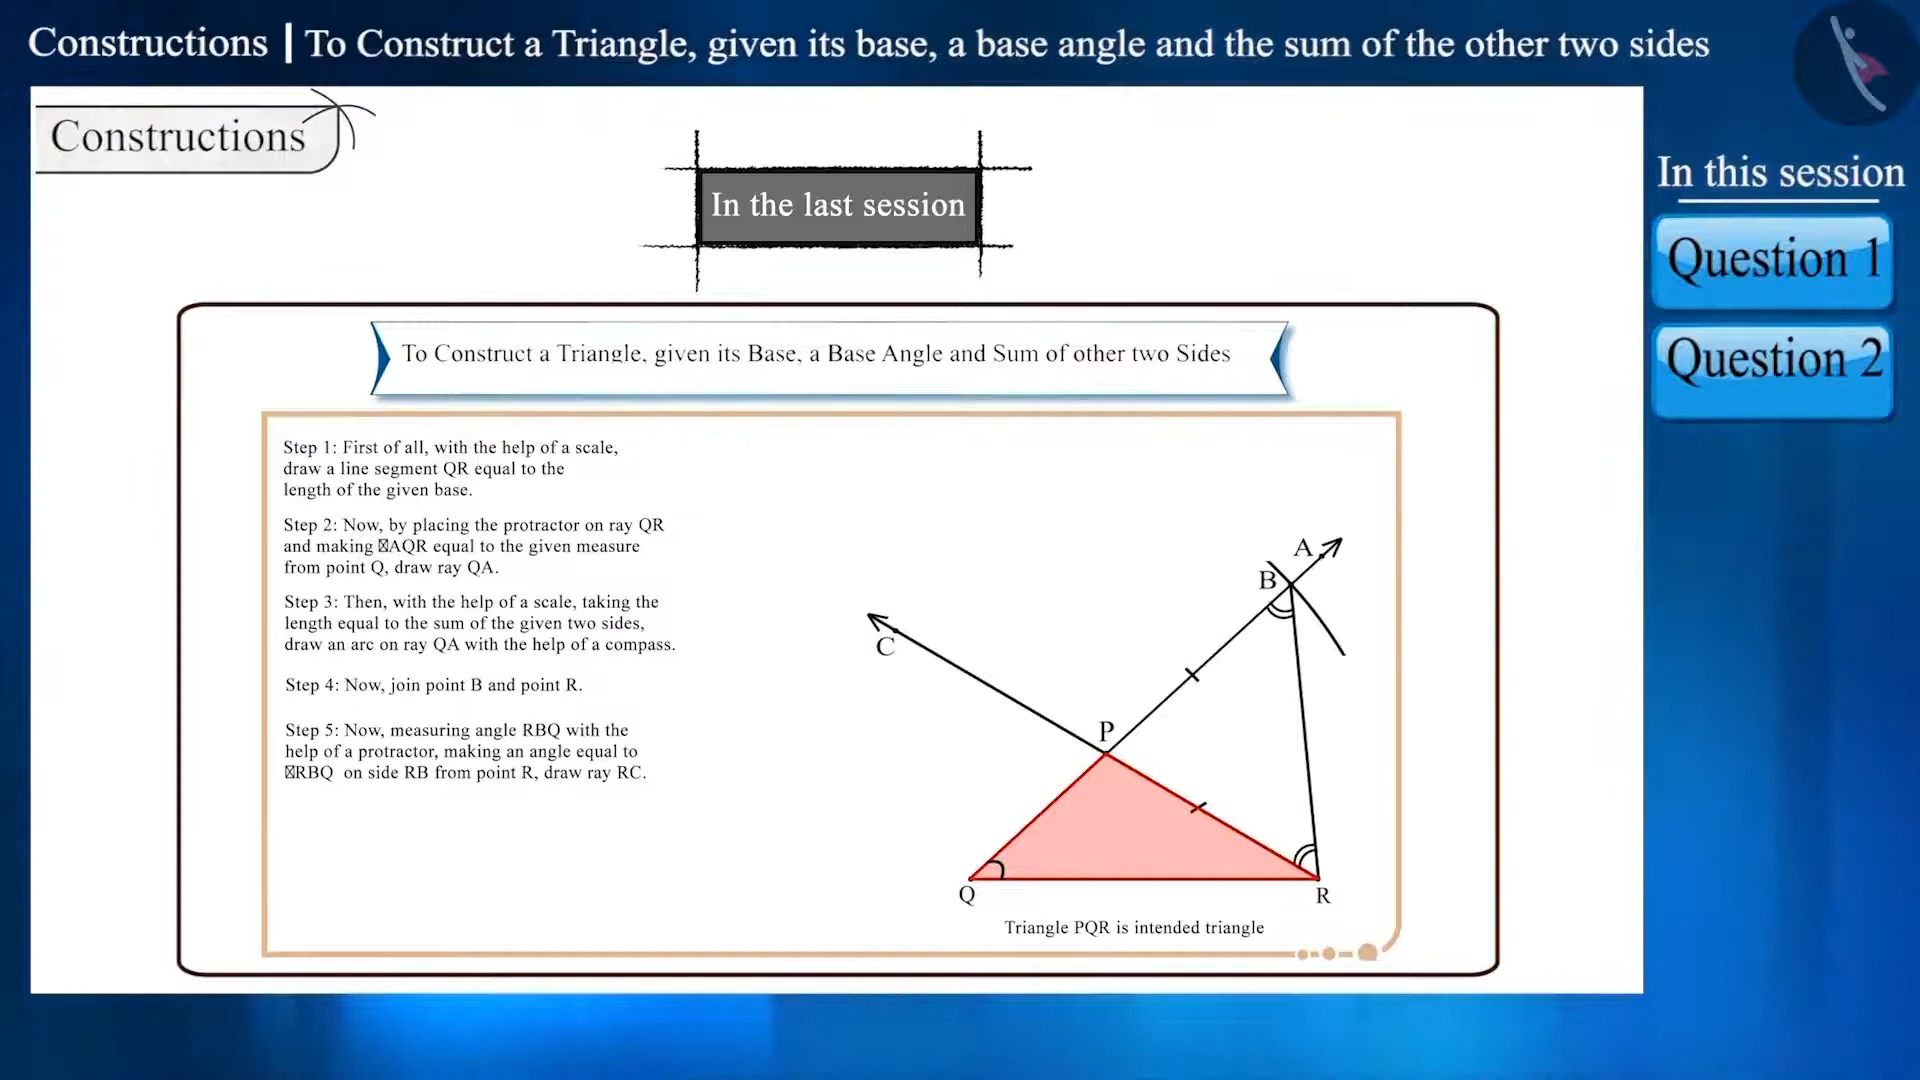 Constructions | To Construct a Triangle, given its base, a base angle and the sum of the other two sides
Constructions
In the last session
In this session
Question 1
Question 2
To Construct a Triangle, given its Base, a Base Angle and Sum of other two Sides
Step 1: First of all, with the help of a scale,
draw a line segment QR equal to the
length of the given base.
Step 2: Now, by placing the protractor on ray QR
and making AQR equal to the given measure
from point Q, draw ray QA.
Step 3: Then, with the help of a scale, taking the
length equal to the sum of the given two sides,
draw an arc on ray QA with the help of a compass.
Step 4: Now, join point B and point R.
Step 5: Now, measuring angle RBQ with the
help of a protractor, making an angle equal to
RBQ on side RB from point R, draw ray RC.
A
B
C
P
Q
R
Triangle PQR is intended triangle